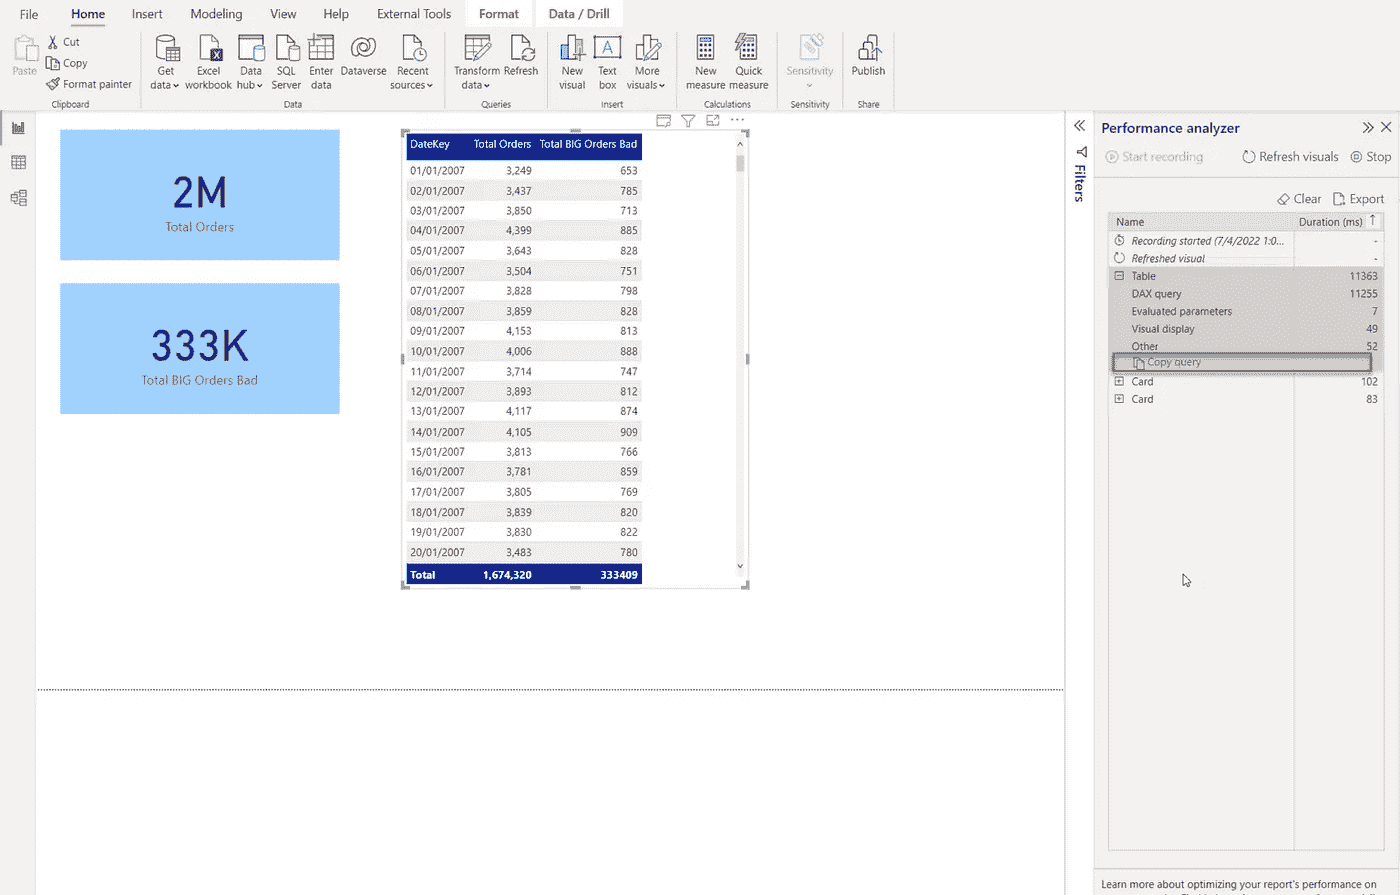 File Home Insert Modeling View Help External Tools Format Data / Drill
Paste
Cut
Copy
Format painter
Clipboard
Get data
Excel workbook
Data hub
SQL Server
Enter data
Dataverse
Recent sources
Data
Transform data
Refresh
Queries
New visual
Text box
More visuals
Insert
New measure
Quick measure
Calculations
Sensitivity
Sensitivity
Publish
Share
2M
Total Orders
333K
Total BIG Orders Bad
DateKey Total Orders Total BIG Orders Bad
01/01/2007 3,249 653
02/01/2007 3,437 785
03/01/2007 3,850 713
04/01/2007 4,399 885
05/01/2007 3,643 828
06/01/2007 3,504 751
07/01/2007 3,828 798
08/01/2007 3,859 828
09/01/2007 4,153 813
10/01/2007 4,006 888
11/01/2007 3,714 747
12/01/2007 3,893 812
13/01/2007 4,117 874
14/01/2007 4,105 909
15/01/2007 3,813 766
16/01/2007 3,781 859
17/01/2007 3,805 769
18/01/2007 3,839 820
19/01/2007 3,830 822
20/01/2007 3,483 780
Total 1,674,320 333409
Filters
Performance analyzer
Start recording Refresh visuals Stop
Clear Export
Name Duration (ms)
Recording started (7/4/2022 1:0... -
Refreshed visual -
Table 11363
DAX query 11255
Evaluated parameters 7
Visual display 49
Other 52
Copy query
Card 102
Card 83
Learn more about optimizing your report's performance on